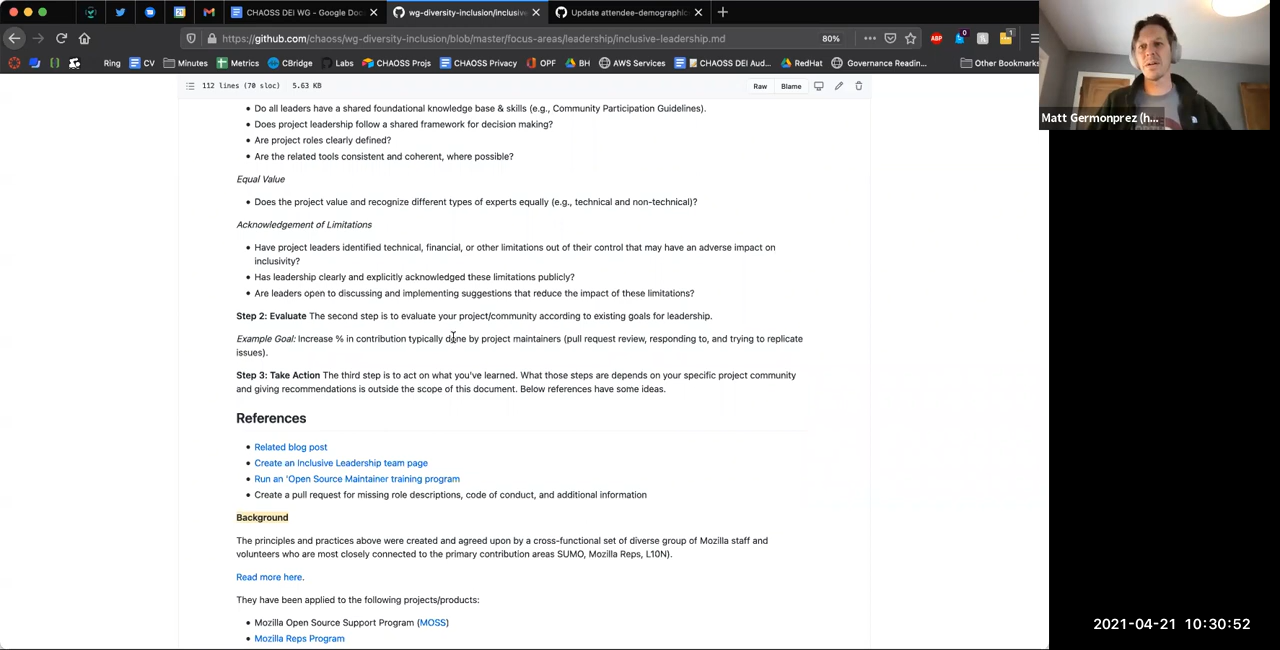 CHAOSS DEI WG - Google Doc
wg-diversity-inclusion/inclusive
Update attendee-demographic
https://github.com/chaoss/wg-diversity-inclusion/blob/master/focus-areas/leadership/inclusive-leadership.md
80%
Ring
CV
Minutes
Metrics
CBridge
Labs
CHAOSS Projs
CHAOSS Privacy
OPF
BH
AWS Services
CHAOSS DEI Aud...
RedHat
Governance Readin...
Other Bookmarks
112 lines (70 sloc)
5.63 KB
Raw
Blame
Matt Germonprez (h...
Do all leaders have a shared foundational knowledge base & skills (e.g., Community Participation Guidelines).
Does project leadership follow a shared framework for decision making?
Are project roles clearly defined?
Are the related tools consistent and coherent, where possible?
Equal Value
Does the project value and recognize different types of experts equally (e.g., technical and non-technical)?
Acknowledgement of Limitations
Have project leaders identified technical, financial, or other limitations out of their control that may have an adverse impact on
inclusivity?
Has leadership clearly and explicitly acknowledged these limitations publicly?
Are leaders open to discussing and implementing suggestions that reduce the impact of these limitations?
Step 2: Evaluate The second step is to evaluate your project/community according to existing goals for leadership.
Example Goal: Increase % in contribution typically done by project maintainers (pull request review, responding to, and trying to replicate
issues).
Step 3: Take Action The third step is to act on what you've learned. What those steps are depends on your specific project community
and giving recommendations is outside the scope of this document. Below references have some ideas.
References
Related blog post
Create an Inclusive Leadership team page
Run an 'Open Source Maintainer training program
Create a pull request for missing role descriptions, code of conduct, and additional information
Background
The principles and practices above were created and agreed upon by a cross-functional set of diverse group of Mozilla staff and
volunteers who are most closely connected to the primary contribution areas SUMO, Mozilla Reps, L10N).
Read more here.
They have been applied to the following projects/products:
Mozilla Open Source Support Program (MOSS)
Mozilla Reps Program
2021-04-21 10:30:52